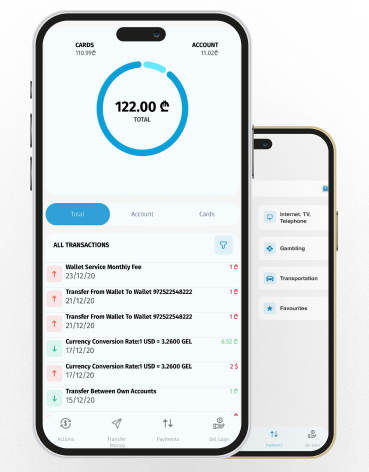 CARDS
110.99₾
ACCOUNT
11.02₾
122.00 ₾
TOTAL
Total
Account
Cards
ALL TRANSACTIONS
Wallet Service Monthly Fee
1 ₾
23/12/20
Transfer From Wallet To Wallet 972522548222
1 ₾
21/12/20
Transfer From Wallet To Wallet 972522548222
1 ₾
21/12/20
Currency Conversion Rate:1 USD = 3.2600 GEL
6.52 ₾
17/12/20
Currency Conversion Rate:1 USD = 3.2600 GEL
2 $
17/12/20
Transfer Between Own Accounts
1 ₾
15/12/20
Actions
Transfer
Money
Payments
Get Loan
Internet, TV,
Telephone
Gambling
Transportation
Favourites
Payments
Get Loan